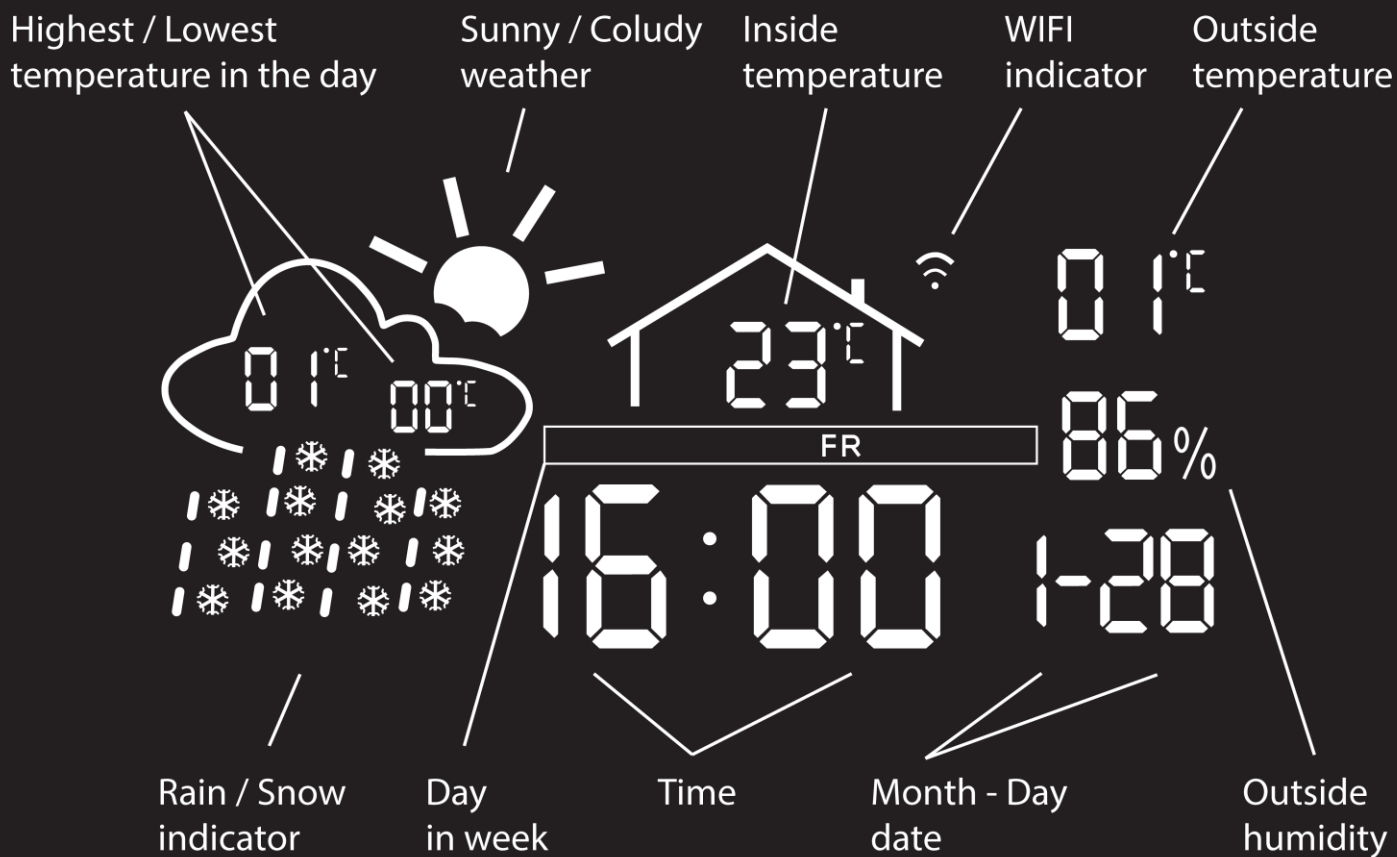 Highest / Lowest
temperature in the day
Sunny / Coludy
weather
Inside
temperature
WIFI
indicator
Outside
temperature
01°C
00°C
23°C
01°C
FR
86%
16:00
1-28
Rain / Snow
indicator
Day
in week
Time
Month - Day
date
Outside
humidity